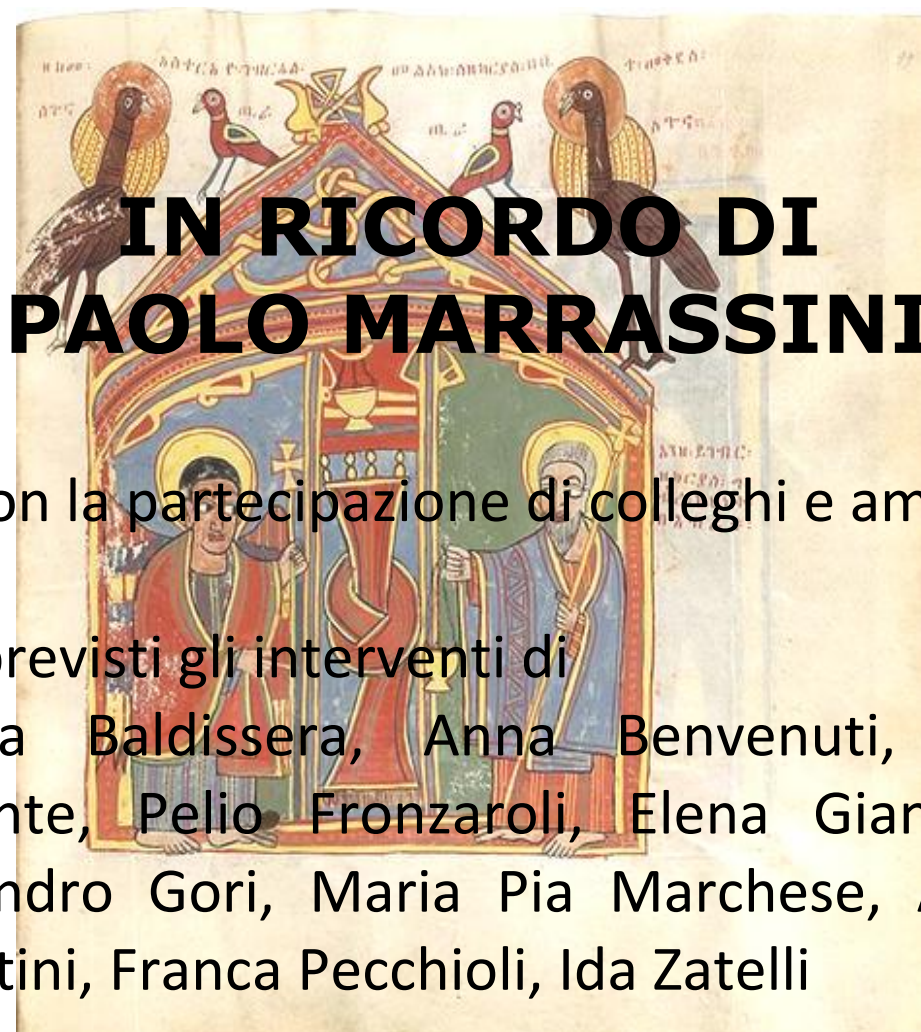 IN RICORDO DI
PAOLO MARRASSINI
on la partecipazione di colleghi e am
previsti gli interventi di
a Baldissera, Anna Benvenuti,
nte, Pelio Fronzaroli, Elena Giar
ndro Gori, Maria Pia Marchese, A
tini, Franca Pecchioli, Ida Zatelli